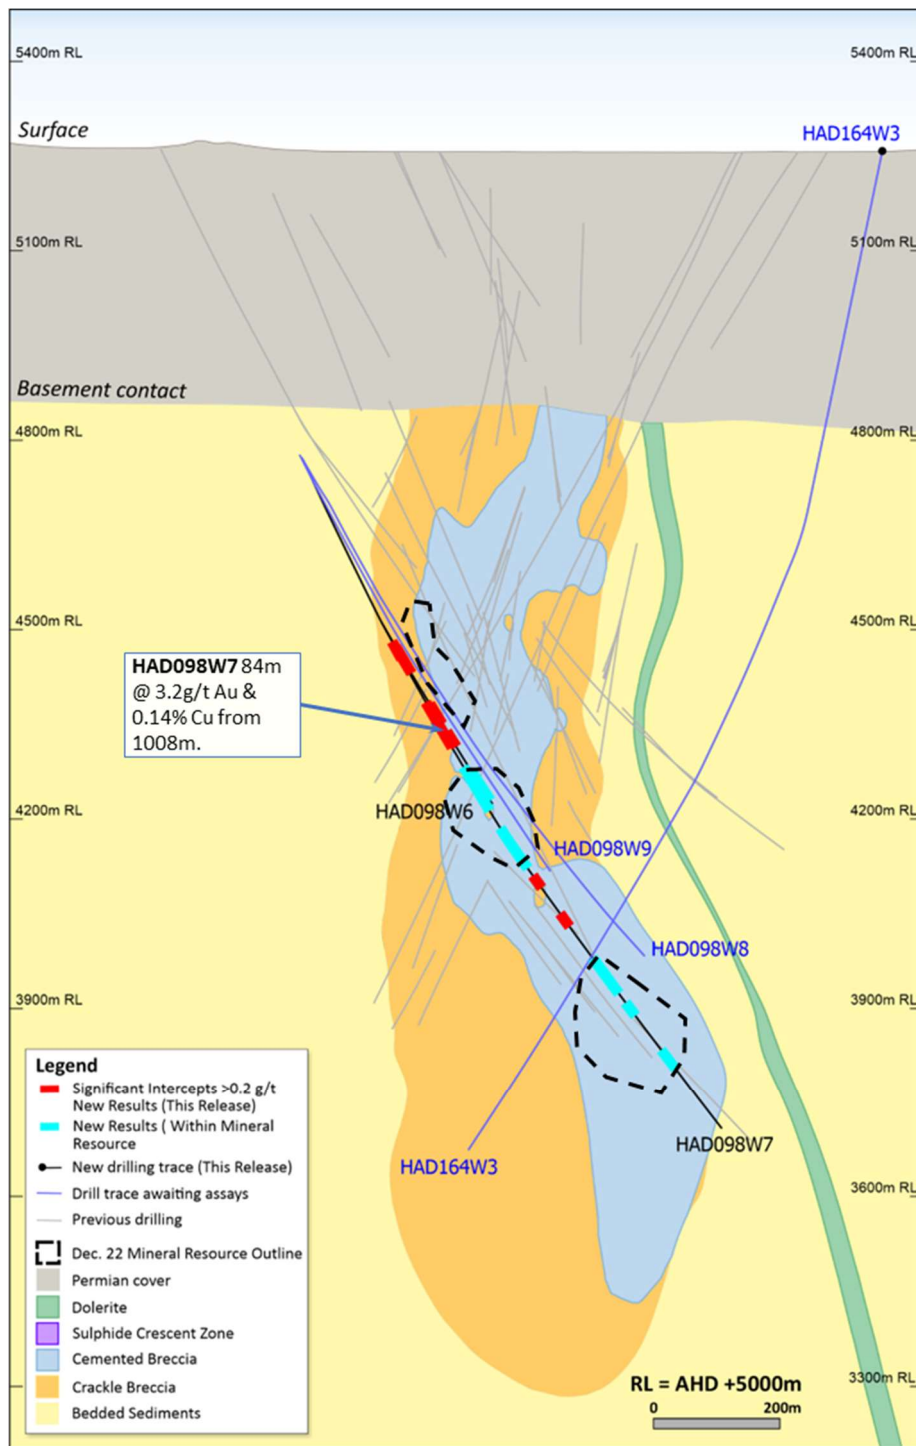 5400m RL
5400m RL
Surface
HAD164W3
5100m RL
5100m RL
Basement contact
4800m RL
4800m RL
4500m RL
4500m RL
HAD098W7 84m
@ 3.2g/t Au &
0.14% Cu from
1008m.
4200m RL
4200m RL
HAD098W6
HAD098W9
HAD098W8
3900m RL
3900m RL
HAD098W7
HAD164W3
3600m RL
3600m RL
Legend
Significant Intercepts >0.2 g/t
New Results (This Release)
New Results ( Within Mineral
Resource
New drilling trace (This Release)
Drill trace awaiting assays
Previous drilling
Dec. 22 Mineral Resource Outline
Permian cover
Dolerite
Sulphide Crescent Zone
Cemented Breccia
Crackle Breccia
Bedded Sediments
RL = AHD +5000m
3300m RL
0 200m